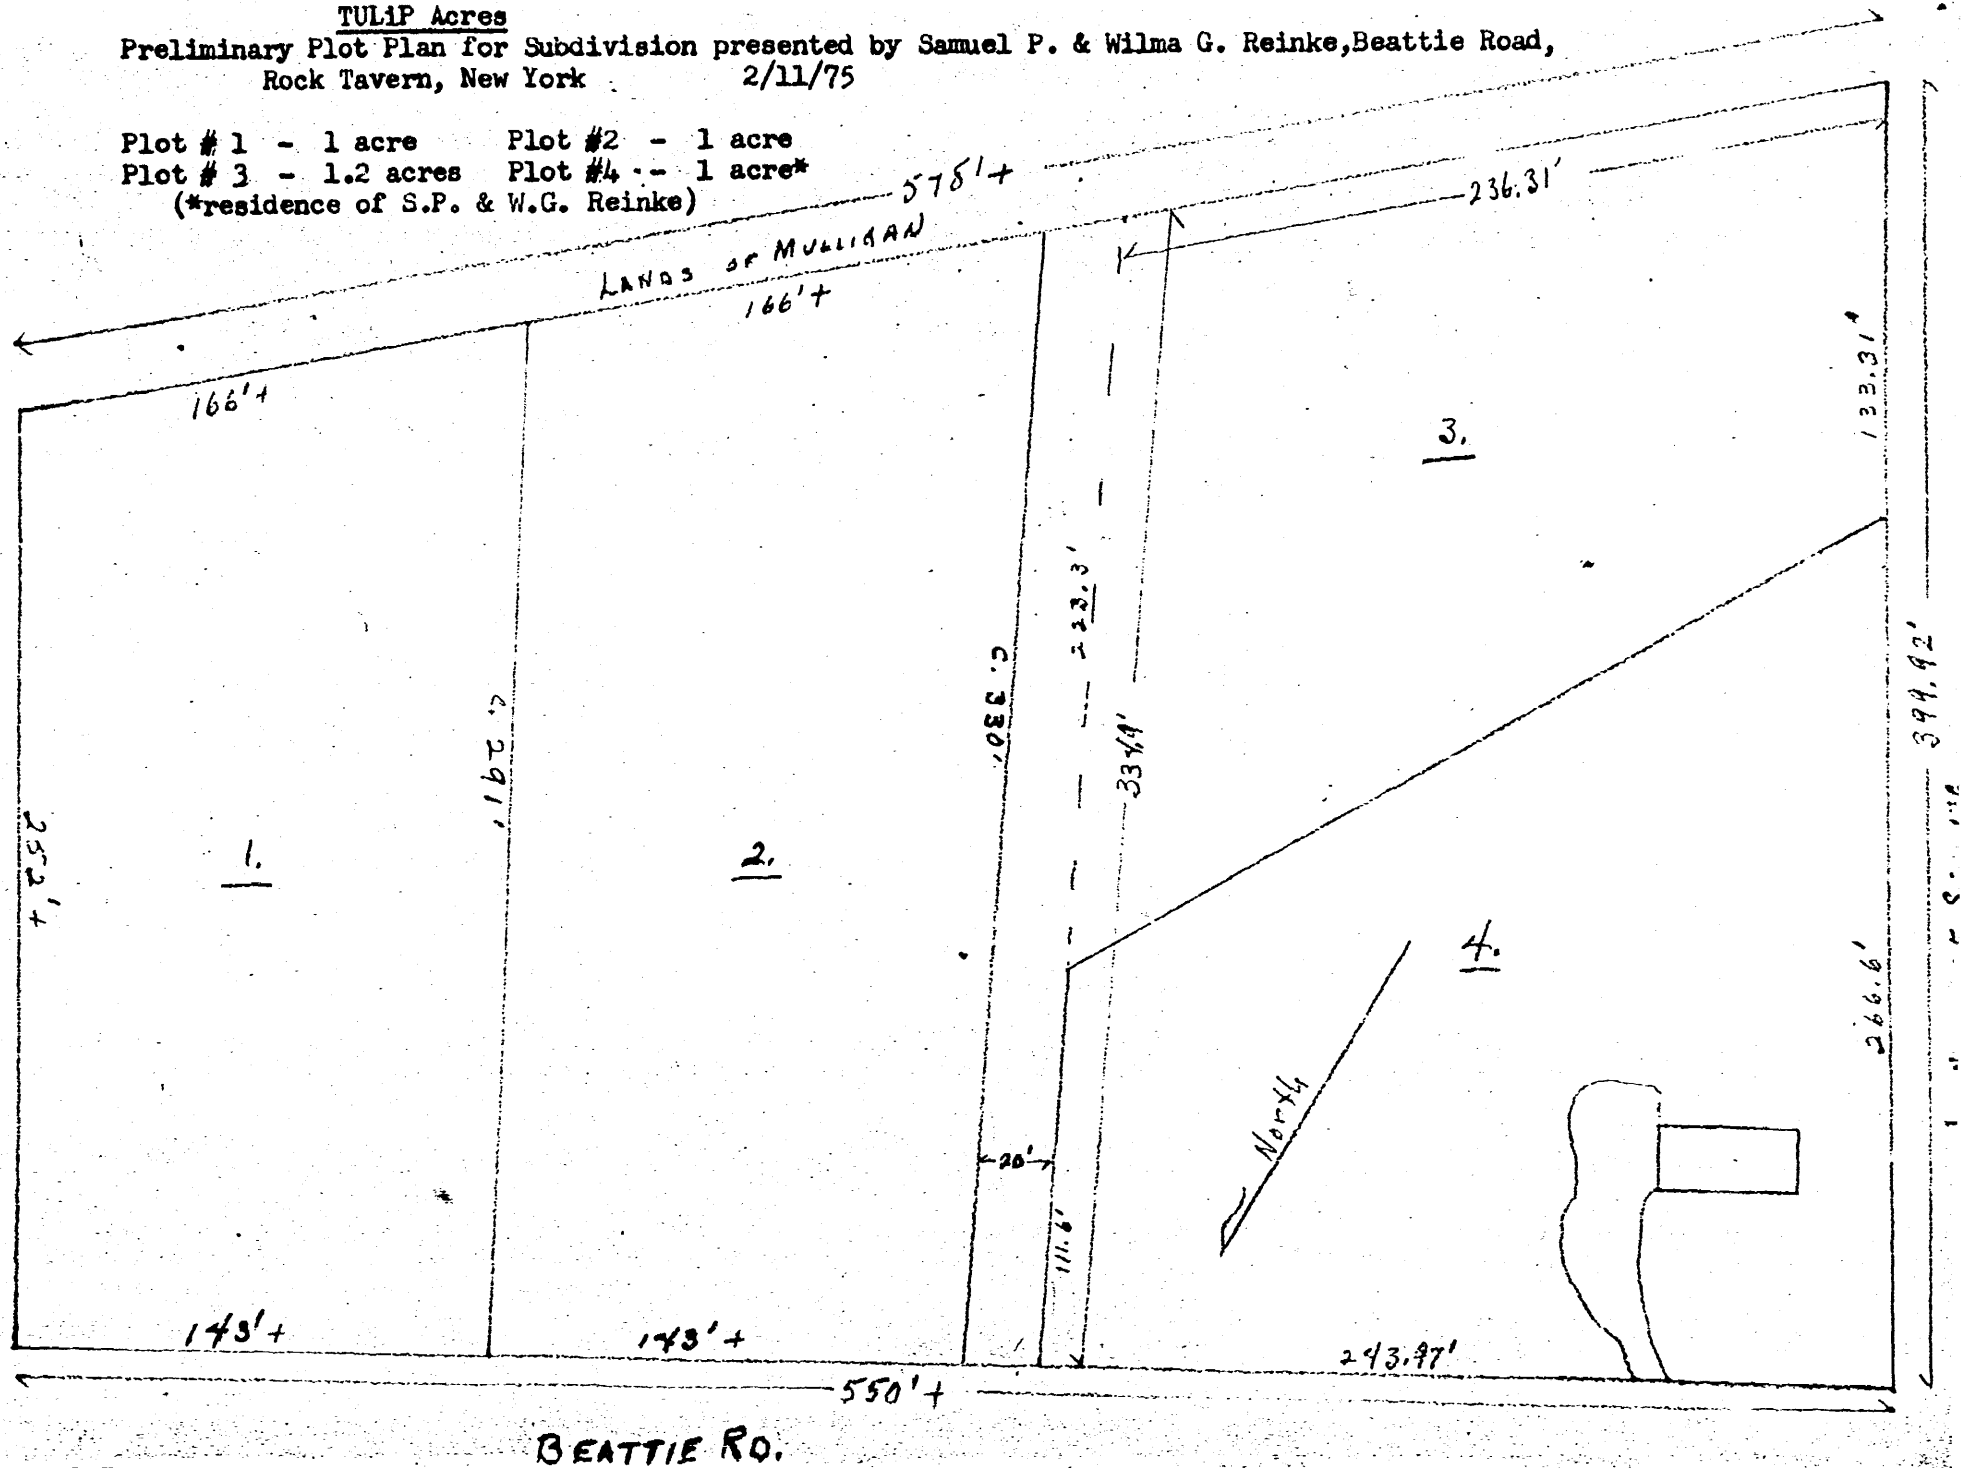 TULiP Acres
Preliminary Plot Plan for Subdivision presented by Samuel P. & Wilma G. Reinke,Beattie Road,
Rock Tavern, New York 2/11/75
Plot # 1 - 1 acre Plot #2 - 1 acre
Plot # 3 - 1.2 acres Plot #4 - 1 acre*
(*residence of S.P. & W.G. Reinke)
578'+
236.31'
LANDS OF MULLIGAN
166'+
166'+
133.31'
3.
223.3'
C. 330'
399.92'
C. 291'
252'+
1.
2.
4.
266.6'
North
20'
111.6'
143'+
143'+
243.97'
550'+
BEATTIE RD.